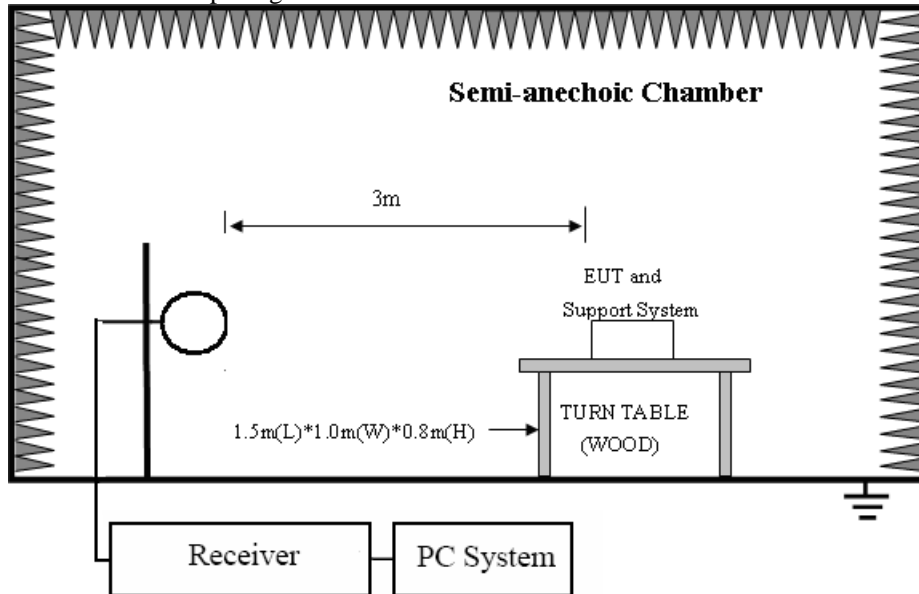 Semi-anechoic Chamber
3m
EUT and
Support System
1.5m(L)*1.0m(W)*0.8m(H)
TURN TABLE
(WOOD)
Receiver
PC System